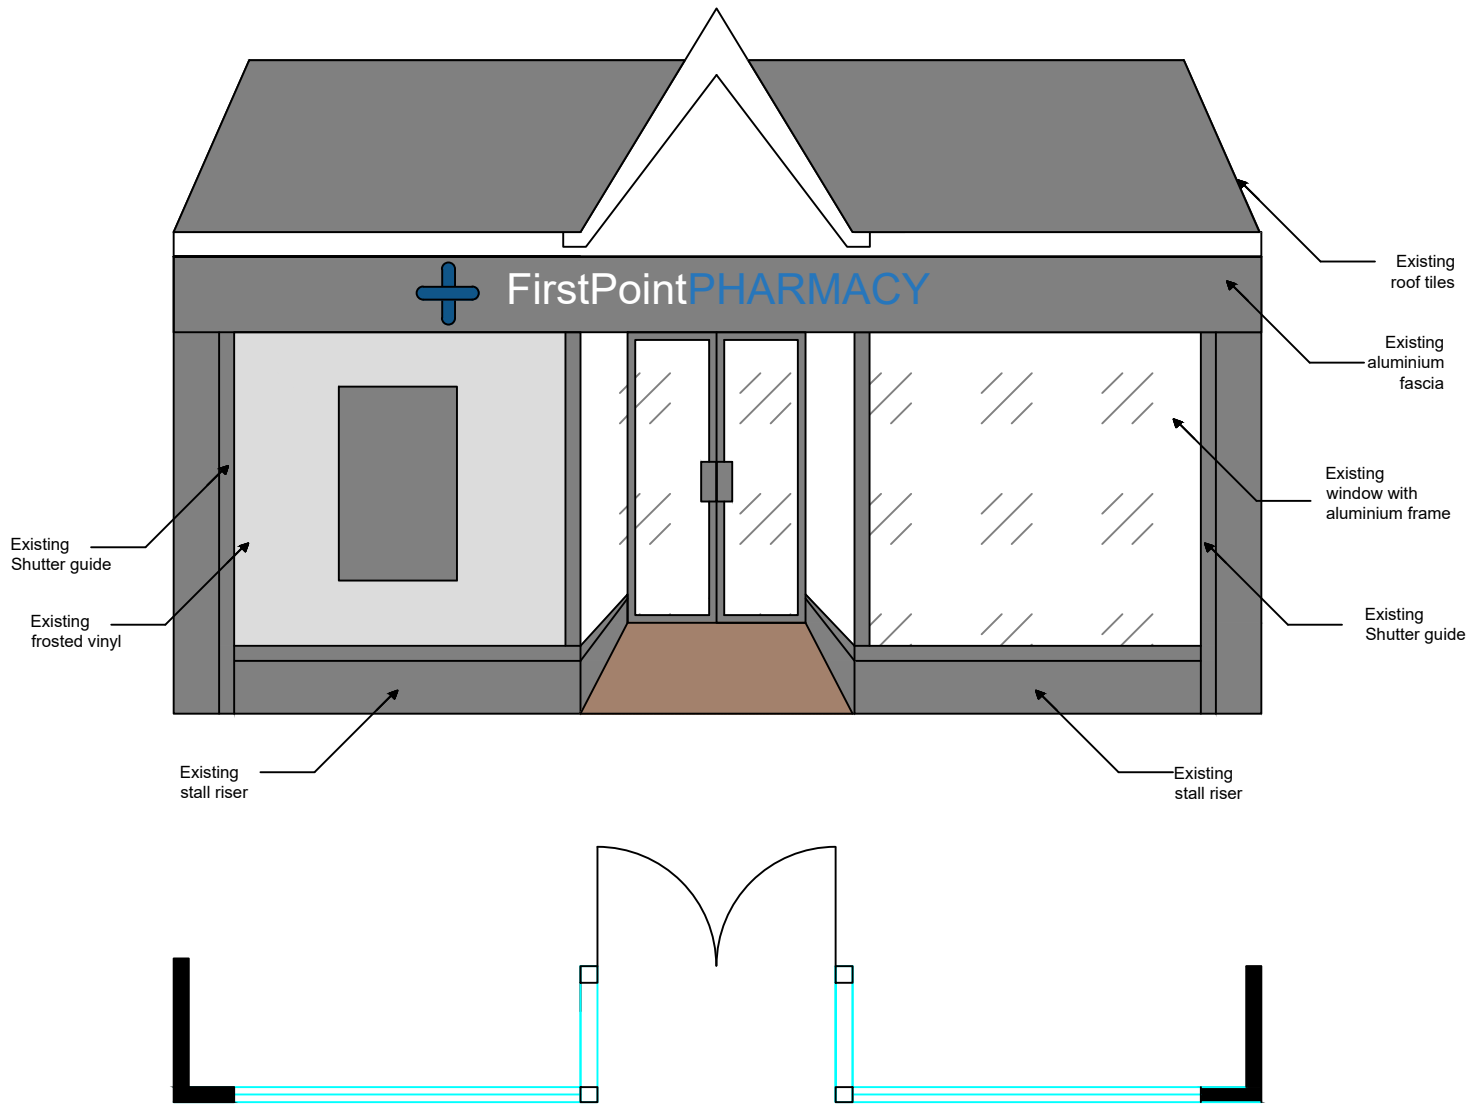 FirstPointPHARMACY
Existing
roof tiles
Existing
aluminium
fascia
Existing
window with
aluminium frame
Existing
Shutter guide
Existing
frosted vinyl
Existing
Shutter guide
Existing
stall riser
Existing
stall riser